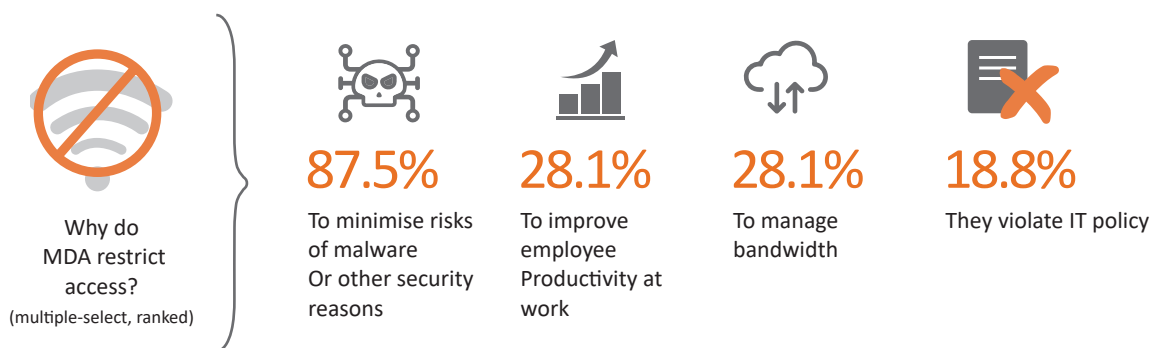 Why do
MDA restrict
access?
(multiple-select, ranked)
87.5%
To minimise risks
of malware
Or other security
reasons
28.1%
To improve
employee
Productivity at
work
28.1%
To manage
bandwidth
18.8%
They violate IT policy